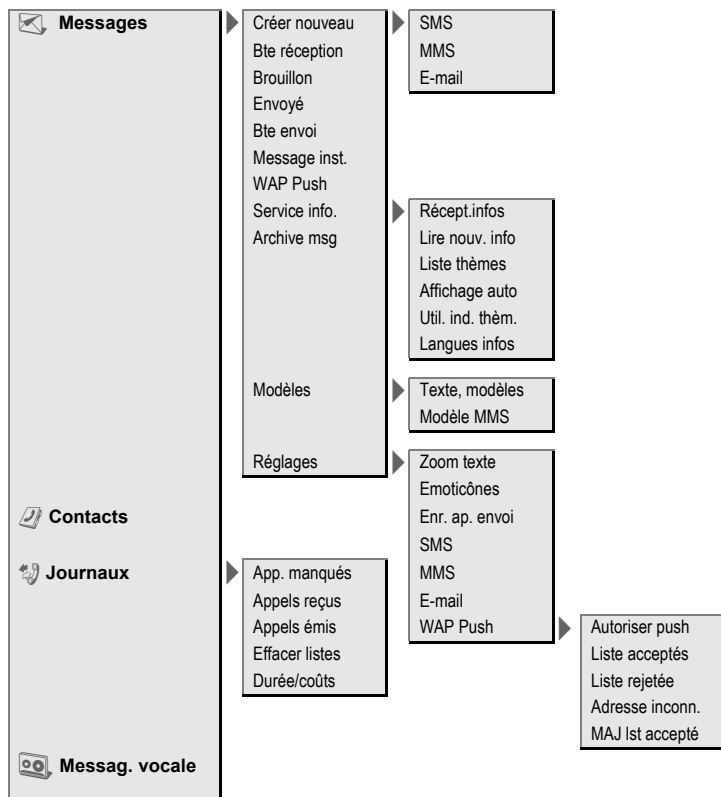 Messages
Créer nouveau
Bte réception
Brouillon
Envoyé
Bte envoi
Message inst.
WAP Push
Service info.
Archive msg
Modèles
Réglages
SMS
MMS
E-mail
Récept.infos
Lire nouv. info
Liste thèmes
Affichage auto
Util. ind. thèm.
Langues infos
Texte, modèles
Modèle MMS
Zoom texte
Emoticônes
Enr. ap. envoi
SMS
MMS
E-mail
WAP Push
Autoriser push
Liste acceptés
Liste rejetée
Adresse inconn.
MAJ lst accepté
Contacts
Journaux
App. manqués
Appels reçus
Appels émis
Effacer listes
Durée/coûts
Messag. vocale